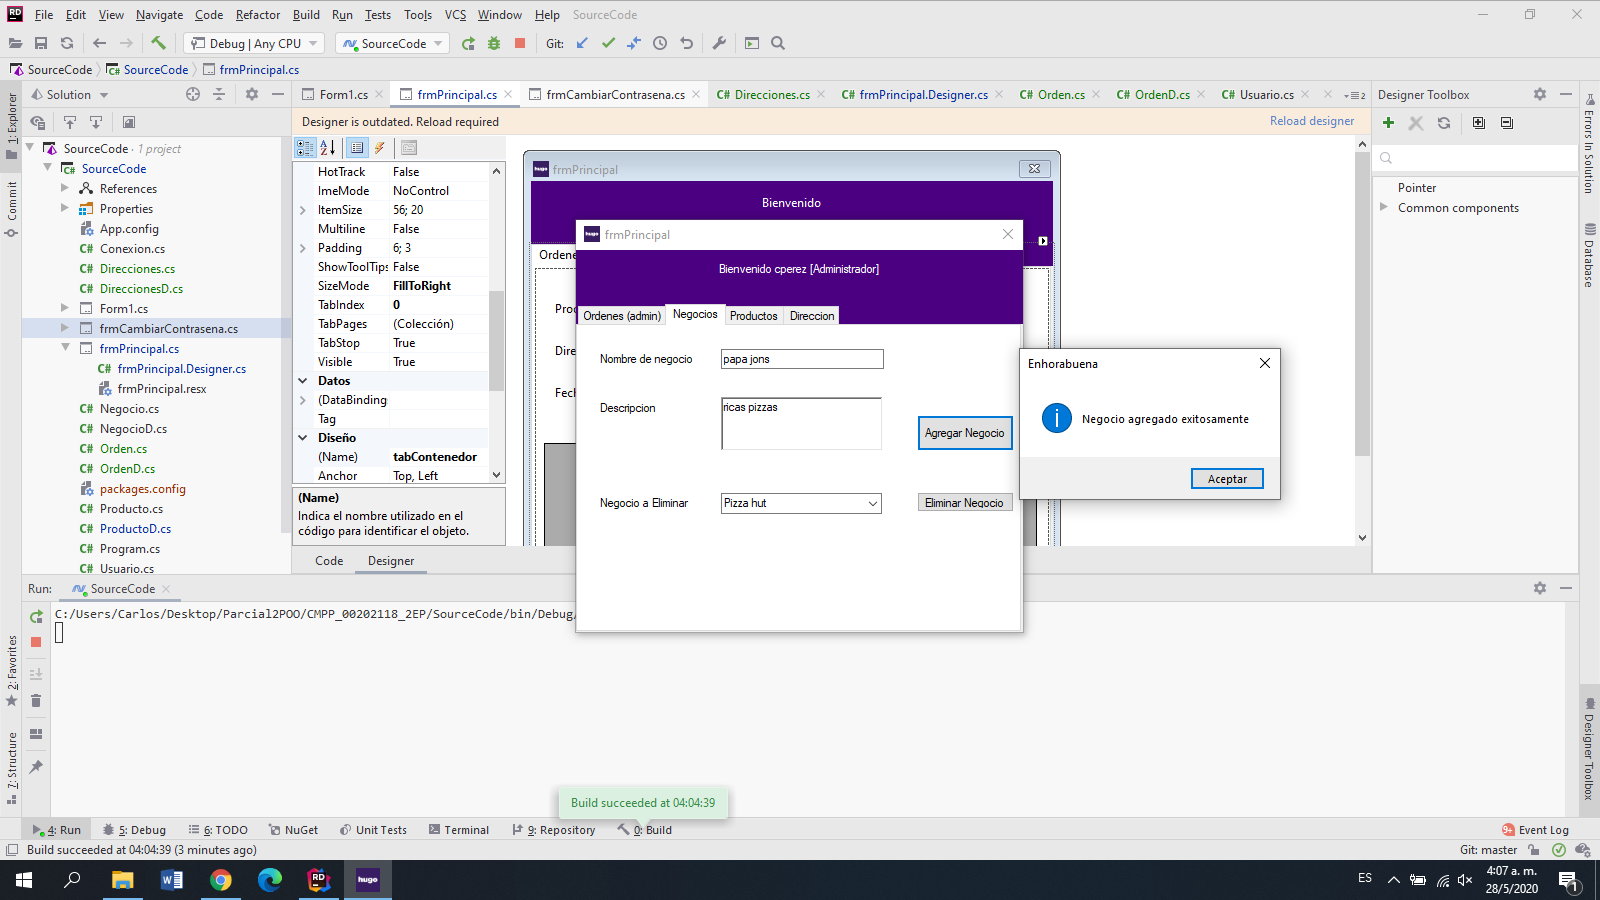 File Edit View Navigate Code Refactor Build Run Tests Tools VCS Window Help SourceCode
Debug | Any CPU SourceCode Git:
SourceCode SourceCode frmPrincipal.cs
Solution
Form1.cs frmPrincipal.cs frmCambiarContrasena.cs Direcciones.cs frmPrincipal.Designer.cs Orden.cs OrdenD.cs Usuario.cs
Designer Toolbox
Designer is outdated. Reload required Reload designer
1: Explorer
Commit
2: Favorites
7: Structure
SourceCode · 1 project
SourceCode
References
Properties
App.config
Conexion.cs
Direcciones.cs
DireccionesD.cs
Form1.cs
frmCambiarContrasena.cs
frmPrincipal.cs
frmPrincipal.Designer.cs
frmPrincipal.resx
Negocio.cs
NegocioD.cs
Orden.cs
OrdenD.cs
packages.config
Producto.cs
ProductoD.cs
Program.cs
Usuario.cs
HotTrack False
ImeMode NoControl
ItemSize 56; 20
Multiline False
Padding 6; 3
ShowToolTips False
SizeMode FillToRight
TabIndex 0
TabPages (Colección)
TabStop True
Visible True
Datos
(DataBinding
Tag
Diseño
(Name) tabContenedor
Anchor Top, Left
(Name)
Indica el nombre utilizado en el
código para identificar el objeto.
Code Designer
frmPrincipal
Bienvenido
Ordene
Prod
Dire
Fech
frmPrincipal
Bienvenido cperez [Administrador]
Ordenes (admin) Negocios Productos Direccion
Nombre de negocio papa jons
Descripcion ricas pizzas
Agregar Negocio
Negocio a Eliminar Pizza hut Eliminar Negocio
Enhorabuena
Negocio agregado exitosamente
Aceptar
Pointer
Common components
Errors In Solution
Database
Designer Toolbox
Run: SourceCode
C:/Users/Carlos/Desktop/Parcial2POO/CMPP_00202118_2EP/SourceCode/bin/Debug/
Build succeeded at 04:04:39
4: Run 5: Debug 6: TODO NuGet Unit Tests Terminal 9: Repository 0: Build 9+ Event Log
Build succeeded at 04:04:39 (3 minutes ago) Git: master
hugo
ES
4:07 a. m.
28/5/2020
1